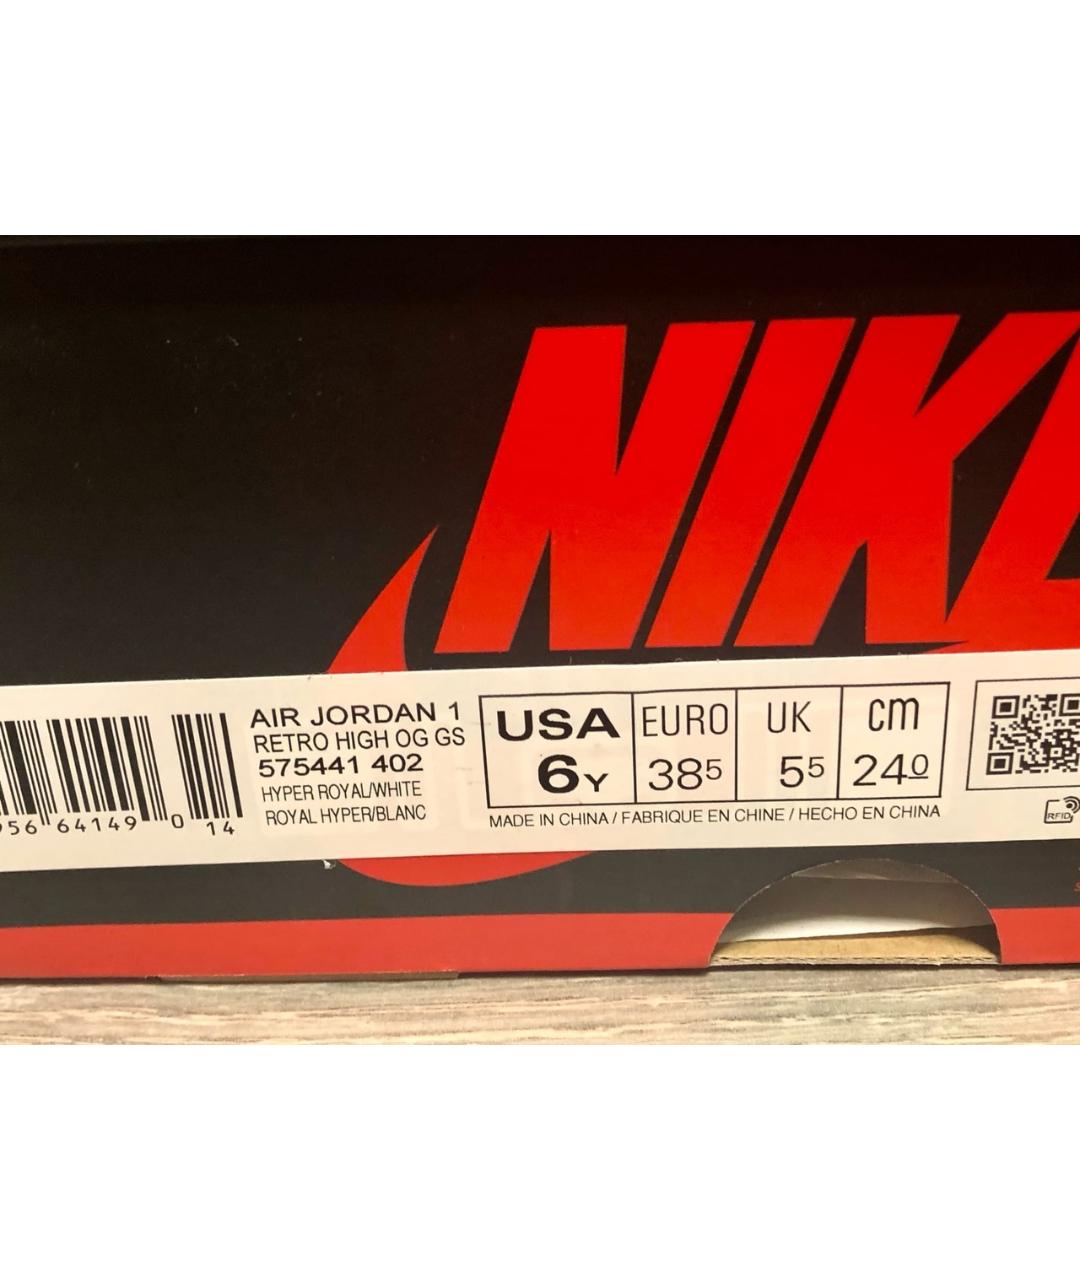 NIKE
AIR JORDAN 1
RETRO HIGH OG GS
575441 402
HYPER ROYAL/WHITE
ROYAL HYPER/BLANC
USA EURO UK cm
6Y 385 55 240
MADE IN CHINA / FABRIQUE EN CHINE / HECHO EN CHINA
56 64149 0 14
RFID